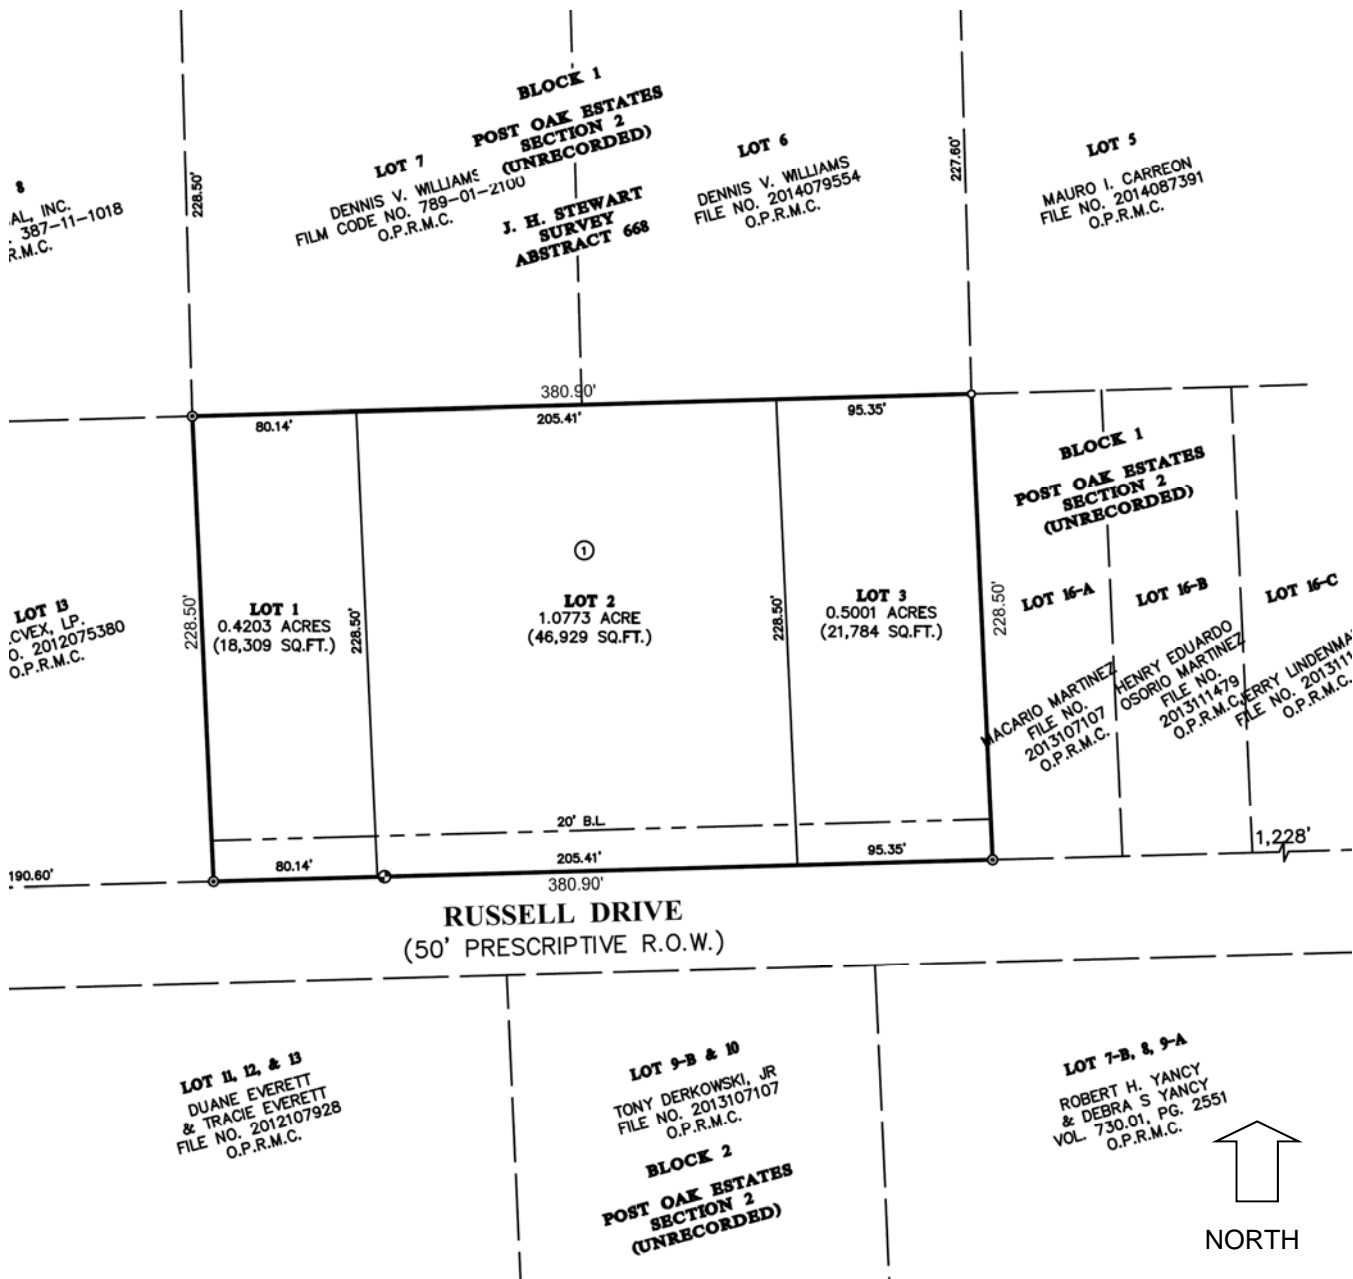 BLOCK 1
POST OAK ESTATES
SECTION 2
(UNRECORDED)
J. H. STEWART
SURVEY
ABSTRACT 668
8
AL, INC.
387-11-1018
R.M.C.
228.50'
LOT 7
DENNIS V. WILLIAMS
FILM CODE NO. 789-01-2100
O.P.R.M.C.
LOT 6
DENNIS V. WILLIAMS
FILE NO. 2014079554
O.P.R.M.C.
227.60'
LOT 5
MAURO I. CARREON
FILE NO. 2014087391
O.P.R.M.C.
380.90'
80.14'
205.41'
95.35'
BLOCK 1
POST OAK ESTATES
SECTION 2
(UNRECORDED)
1
LOT 13
CVEX, LP.
O. 2012075380
O.P.R.M.C.
228.50'
LOT 1
0.4203 ACRES
(18,309 SQ.FT.)
228.50'
LOT 2
1.0773 ACRE
(46,929 SQ.FT.)
228.50'
LOT 3
0.5001 ACRES
(21,784 SQ.FT.)
228.50'
LOT 16-A
MACARIO MARTINEZ
FILE NO.
2013107107
O.P.R.M.C.
LOT 16-B
HENRY EDUARDO
OSORIO MARTINEZ
FILE NO.
2013111479
O.P.R.M.C.
LOT 16-C
JERRY LINDENMA
FILE NO. 201311
O.P.R.M.C.
20' B.L.
190.60'
80.14'
205.41'
95.35'
1,228'
380.90'
RUSSELL DRIVE
(50' PRESCRIPTIVE R.O.W.)
LOT 11, 12, & 13
DUANE EVERETT
& TRACIE EVERETT
FILE NO. 2012107928
O.P.R.M.C.
LOT 9-B & 10
TONY DERKOWSKI, JR
FILE NO. 2013107107
O.P.R.M.C.
BLOCK 2
POST OAK ESTATES
SECTION 2
(UNRECORDED)
LOT 7-B, 8, 9-A
ROBERT H. YANCY
& DEBRA S YANCY
VOL. 730.01, PG. 2551
O.P.R.M.C.
NORTH